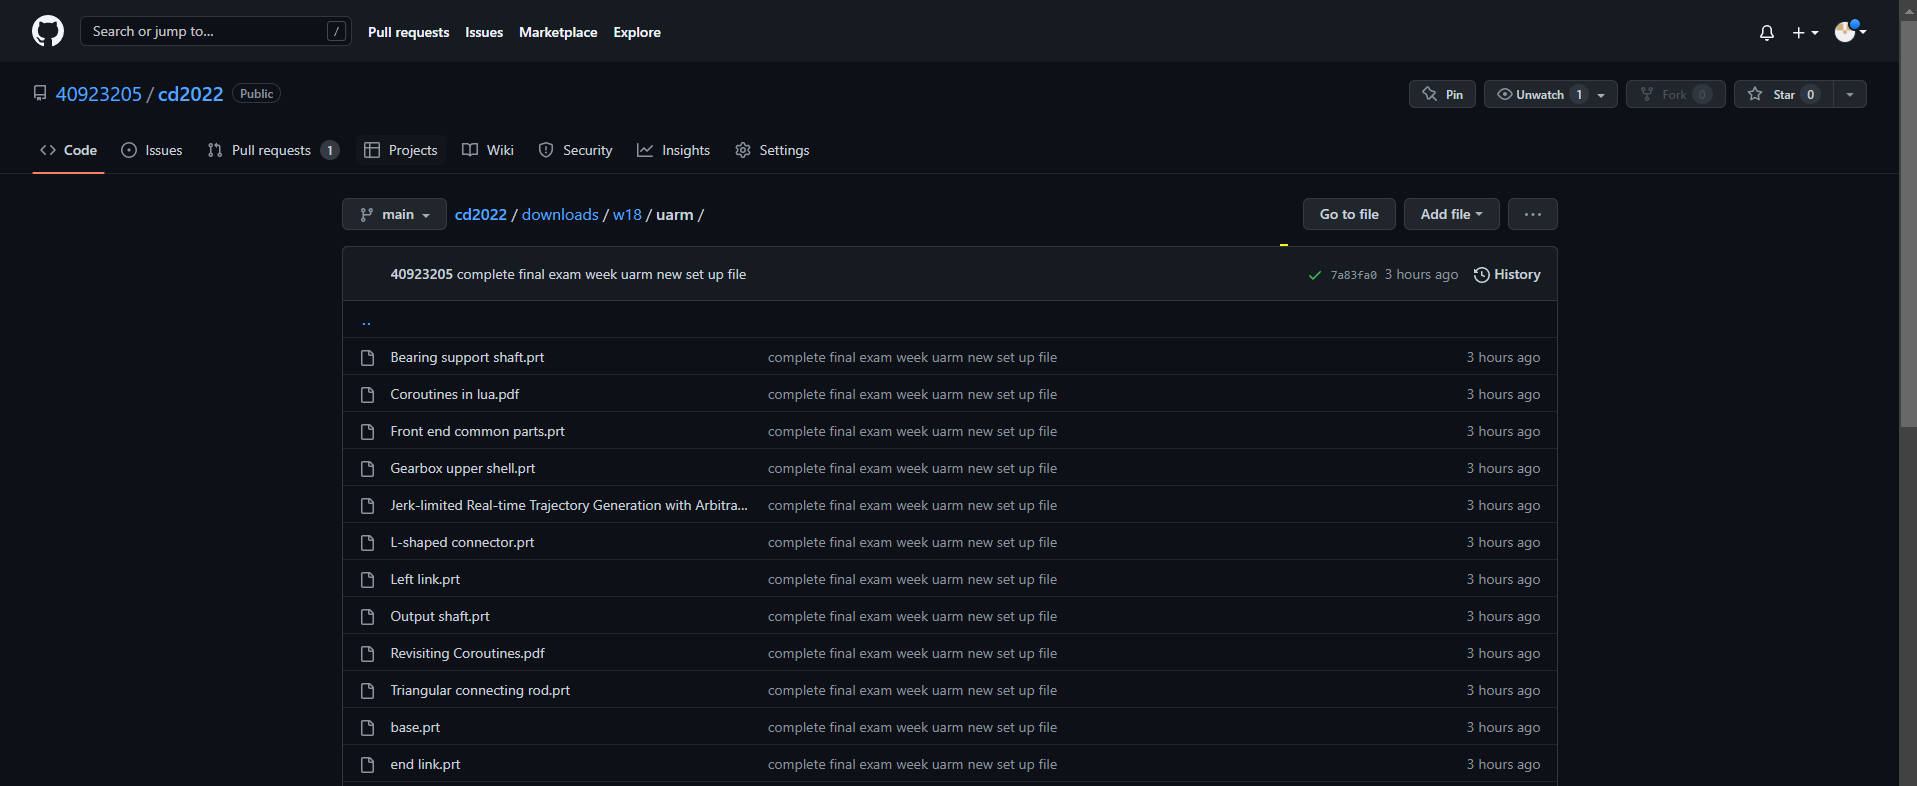 Search or jump to... / Pull requests Issues Marketplace Explore
40923205 / cd2022 Public Pin Unwatch 1 Fork 0 Star 0
Code Issues Pull requests 1 Projects Wiki Security Insights Settings
main cd2022 / downloads / w18 / uarm / Go to file Add file ...
40923205 complete final exam week uarm new set up file 7a83fa0 3 hours ago History
..
Bearing support shaft.prt complete final exam week uarm new set up file 3 hours ago
Coroutines in lua.pdf complete final exam week uarm new set up file 3 hours ago
Front end common parts.prt complete final exam week uarm new set up file 3 hours ago
Gearbox upper shell.prt complete final exam week uarm new set up file 3 hours ago
Jerk-limited Real-time Trajectory Generation with Arbitra... complete final exam week uarm new set up file 3 hours ago
L-shaped connector.prt complete final exam week uarm new set up file 3 hours ago
Left link.prt complete final exam week uarm new set up file 3 hours ago
Output shaft.prt complete final exam week uarm new set up file 3 hours ago
Revisiting Coroutines.pdf complete final exam week uarm new set up file 3 hours ago
Triangular connecting rod.prt complete final exam week uarm new set up file 3 hours ago
base.prt complete final exam week uarm new set up file 3 hours ago
end link.prt complete final exam week uarm new set up file 3 hours ago